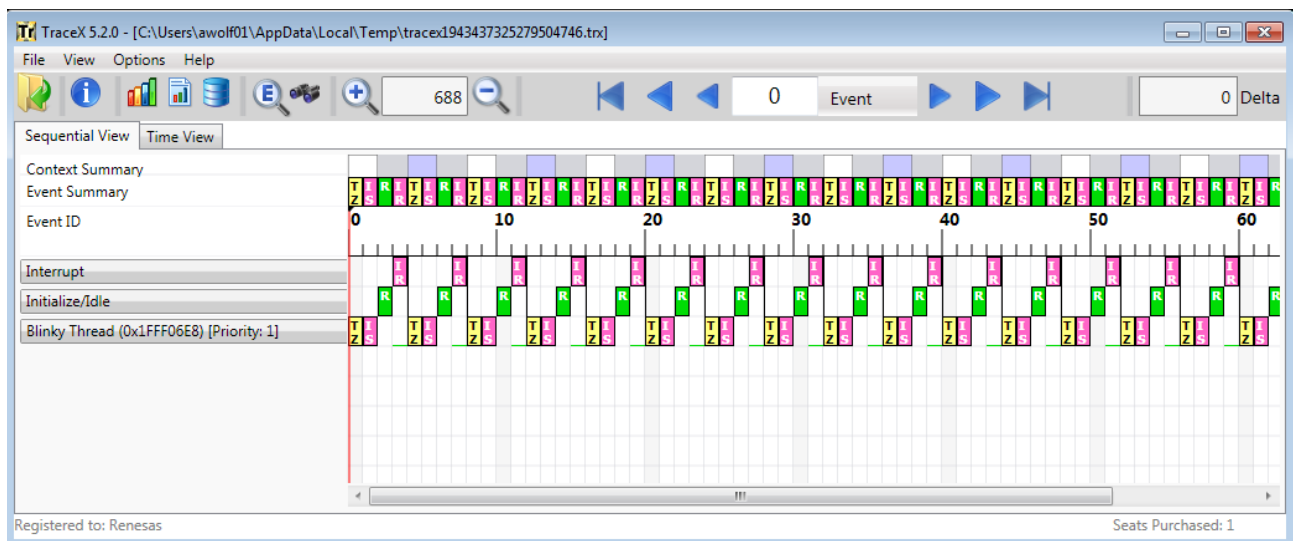 Tr TraceX 5.2.0 - [C:\Users\awolf01\AppData\Local\Temp\tracex1943437325279504746.trx]
File View Options Help
688 0 Event 0 Delta
Sequential View Time View
Context Summary
Event Summary
Event ID
0 10 20 30 40 50 60
Interrupt
Initialize/Idle
Blinky Thread (0x1FFF06E8) [Priority: 1]
Registered to: Renesas Seats Purchased: 1